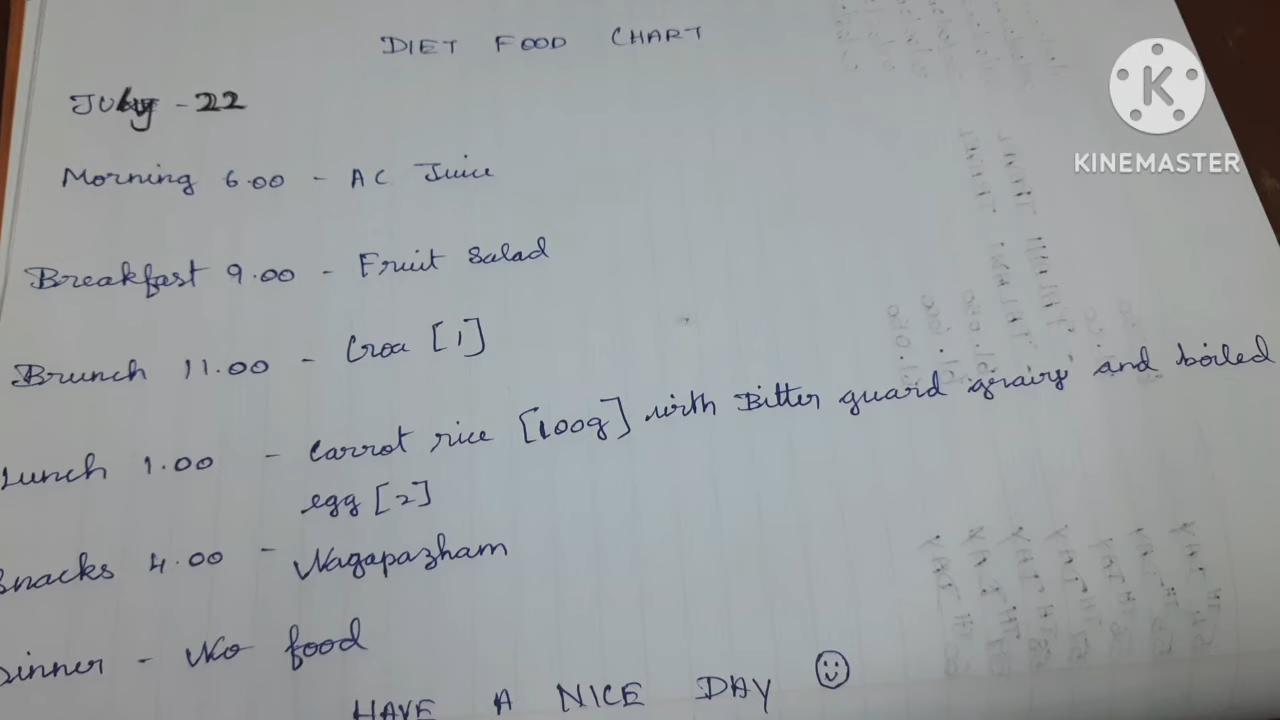 DIET FOOD CHART
JULY - 22
KINEMASTER
Morning 6.00 - AC Juice
Breakfast 9.00 - Fruit Salad
Brunch 11.00 - Croa [1]
Lunch 1.00 - Carrot rice [100g] with Bitter guard grairy and boiled
egg [2]
Snacks 4.00 - Nagapazham
Dinner - No food
HAVE A NICE DAY